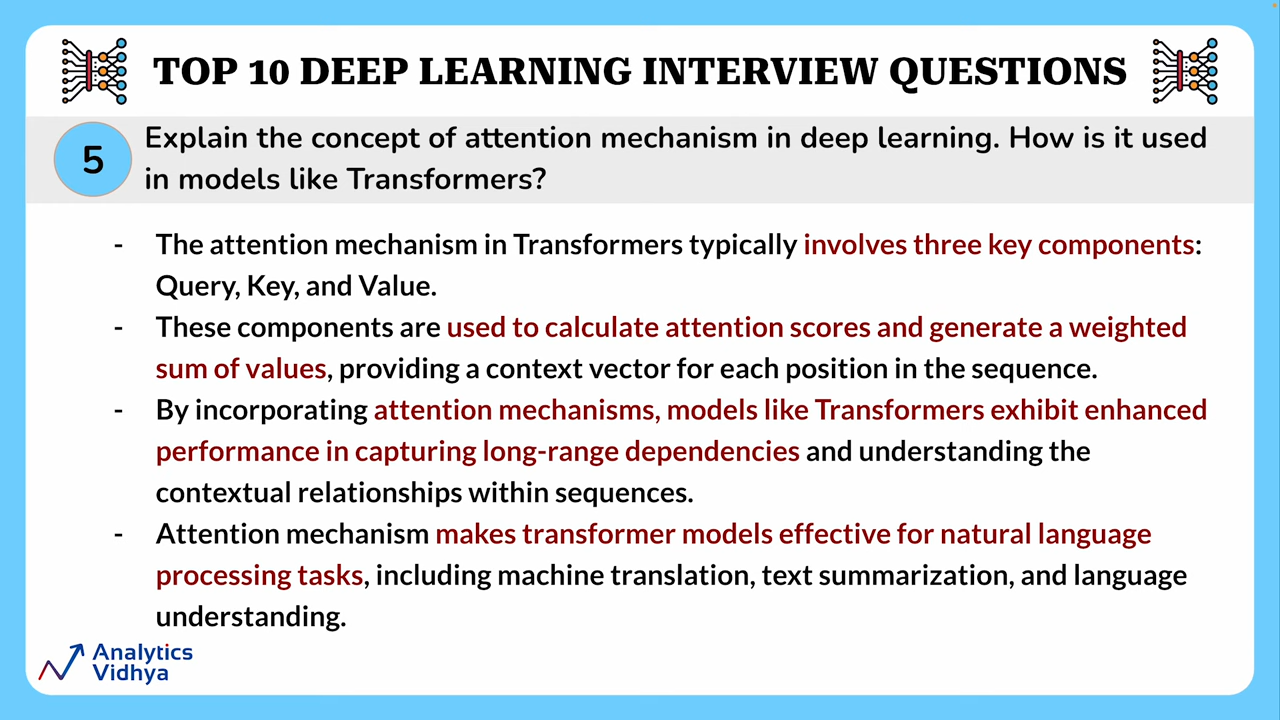 TOP 10 DEEP LEARNING INTERVIEW QUESTIONS
5
Explain the concept of attention mechanism in deep learning. How is it used
in models like Transformers?
- The attention mechanism in Transformers typically involves three key components:
Query, Key, and Value.
- These components are used to calculate attention scores and generate a weighted
sum of values, providing a context vector for each position in the sequence.
- By incorporating attention mechanisms, models like Transformers exhibit enhanced
performance in capturing long-range dependencies and understanding the
contextual relationships within sequences.
- Attention mechanism makes transformer models effective for natural language
processing tasks, including machine translation, text summarization, and language
understanding.
Analytics
Vidhya